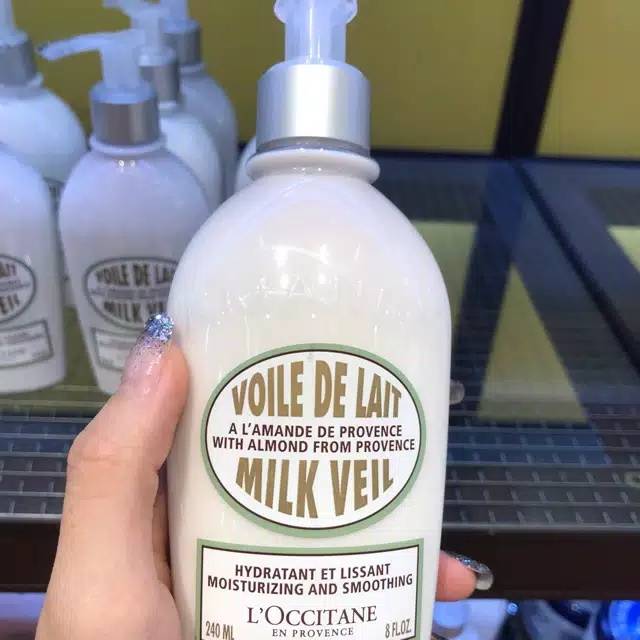 VOILE DE LAIT
A L'AMANDE DE PROVENCE
WITH ALMOND FROM PROVENCE
MILK VEIL
HYDRATANT ET LISSANT
MOISTURIZING AND SMOOTHING
L'OCCITANE
EN PROVENCE
240 ML 8 FL.OZ.
VOILE DE LAIT
MILK VEIL